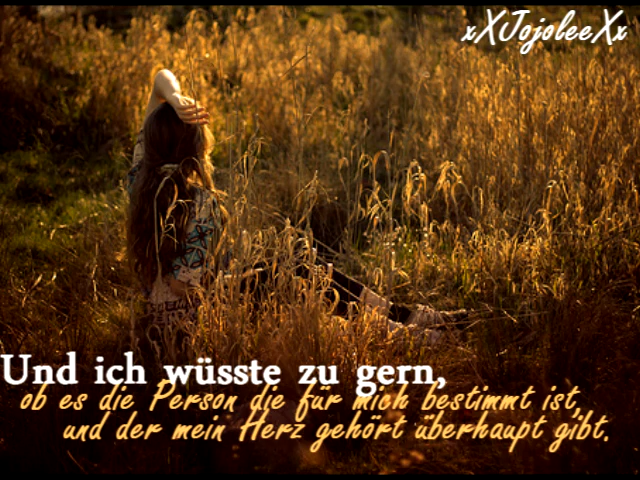 xXJojoleeXx
Und ich wüsste zu gern,
ob es die Person die für mich bestimmt ist,
und der mein Herz gehört überhaupt gibt.